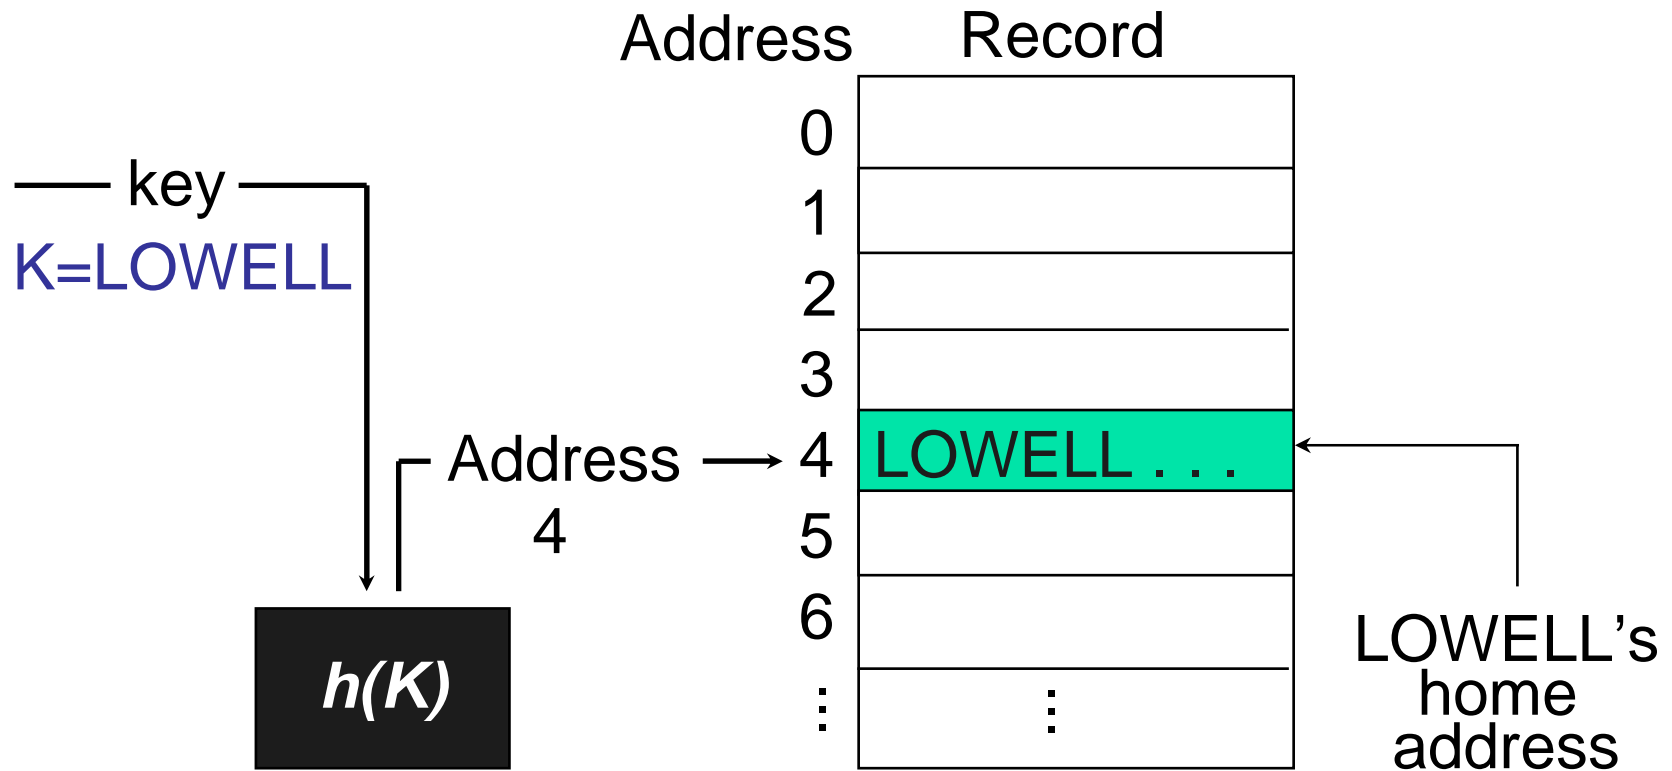 Address Record
key
K=LOWELL
h(K)
Address
4
0
1
2
3
4 LOWELL . . .
5
6
⋮ ⋮
LOWELL’s
home
address